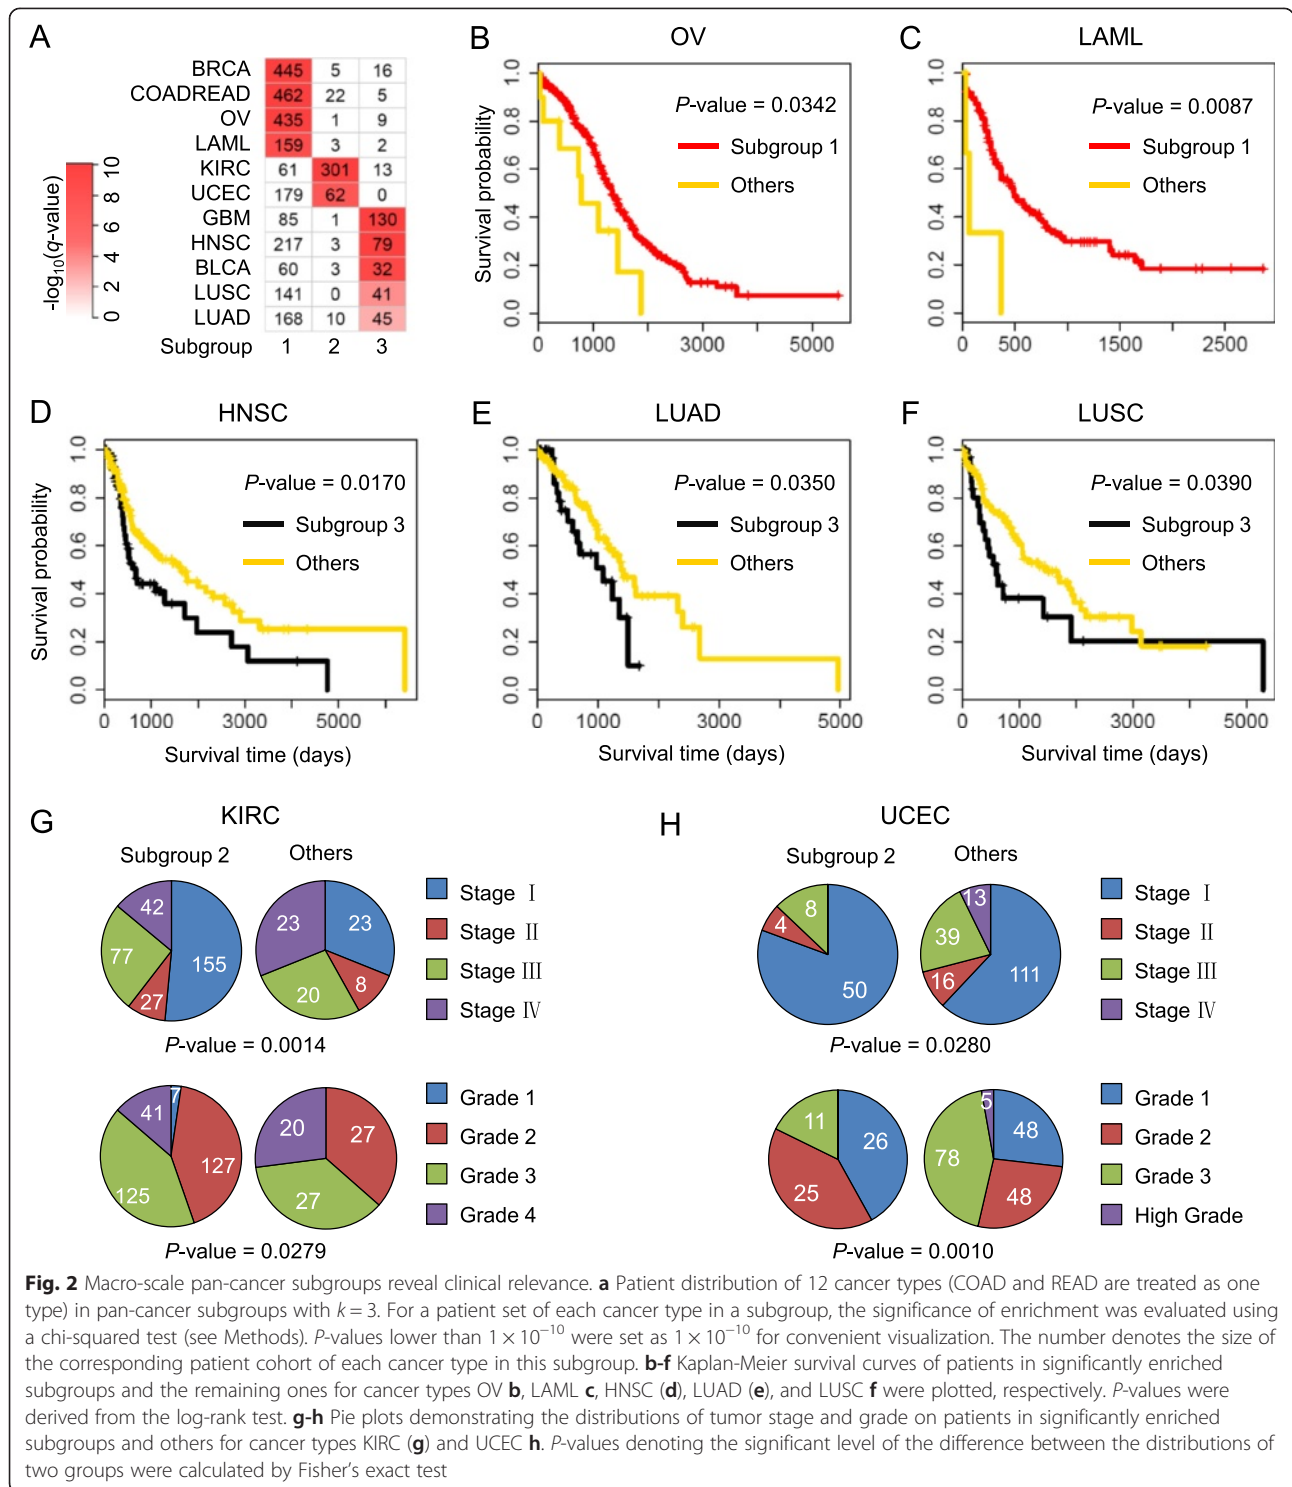 A
BRCA 445 5 16
COADREAD 462 22 5
OV 435 1 9
LAML 159 3 2
KIRC 61 301 13
UCEC 179 62 0
GBM 85 1 130
HNSC 217 3 79
BLCA 60 3 32
LUSC 141 0 41
LUAD 168 10 45
Subgroup 1 2 3
-log10(q-value)
0 2 4 6 8 10
B
OV
P-value = 0.0342
Subgroup 1
Others
Survival probability
0.0 0.2 0.4 0.6 0.8 1.0
0 1000 3000 5000
C
LAML
P-value = 0.0087
Subgroup 1
Others
0.0 0.2 0.4 0.6 0.8 1.0
0 500 1500 2500
D
HNSC
P-value = 0.0170
Subgroup 3
Others
Survival probability
0.0 0.2 0.4 0.6 0.8 1.0
0 1000 3000 5000
Survival time (days)
E
LUAD
P-value = 0.0350
Subgroup 3
Others
0.0 0.2 0.4 0.6 0.8 1.0
0 1000 3000 5000
Survival time (days)
F
LUSC
P-value = 0.0390
Subgroup 3
Others
0.0 0.2 0.4 0.6 0.8 1.0
0 1000 3000 5000
Survival time (days)
G
KIRC
Subgroup 2
Others
42 155 27 77
23 23 8 20
Stage I
Stage II
Stage III
Stage IV
P-value = 0.0014
41 7 127 125
20 27 27
Grade 1
Grade 2
Grade 3
Grade 4
P-value = 0.0279
H
UCEC
Subgroup 2
Others
8 4 50
13 39 16 111
Stage I
Stage II
Stage III
Stage IV
P-value = 0.0280
11 26 25
5 48 78 48
Grade 1
Grade 2
Grade 3
High Grade
P-value = 0.0010
Fig. 2 Macro-scale pan-cancer subgroups reveal clinical relevance. a Patient distribution of 12 cancer types (COAD and READ are treated as one
type) in pan-cancer subgroups with k = 3. For a patient set of each cancer type in a subgroup, the significance of enrichment was evaluated using
a chi-squared test (see Methods). P-values lower than 1 × 10−10 were set as 1 × 10−10 for convenient visualization. The number denotes the size of
the corresponding patient cohort of each cancer type in this subgroup. b-f Kaplan-Meier survival curves of patients in significantly enriched
subgroups and the remaining ones for cancer types OV b, LAML c, HNSC (d), LUAD (e), and LUSC f were plotted, respectively. P-values were
derived from the log-rank test. g-h Pie plots demonstrating the distributions of tumor stage and grade on patients in significantly enriched
subgroups and others for cancer types KIRC (g) and UCEC h. P-values denoting the significant level of the difference between the distributions of
two groups were calculated by Fisher's exact test